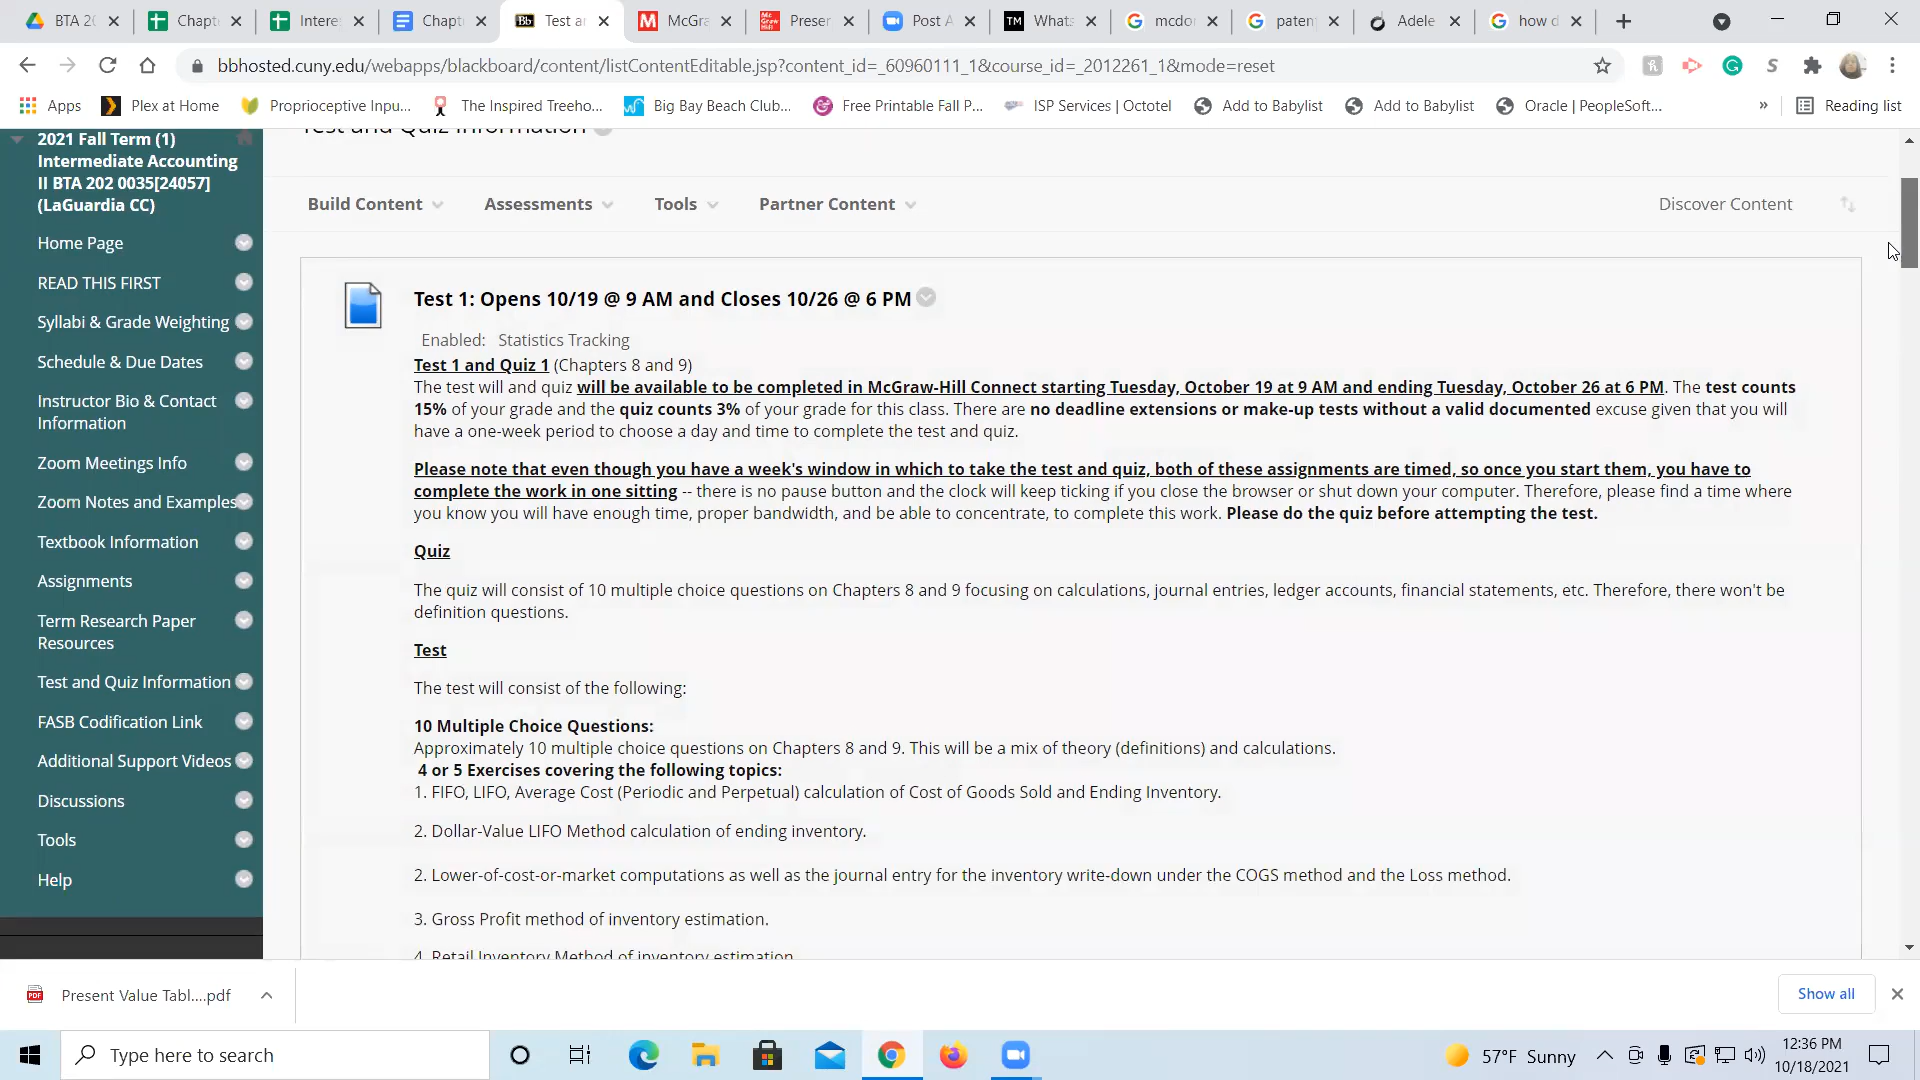 BTA 20
Chapt
Intere
Chapt
Test a
McGra
Preser
Post A
What
mcdo
paten
Adele
how d
bbhosted.cuny.edu/webapps/blackboard/content/listContentEditable.jsp?content_id=_60960111_1&course_id=_2012261_1&mode=reset
Apps
Plex at Home
Proprioceptive Inpu...
The Inspired Treeho...
Big Bay Beach Club...
Free Printable Fall P...
ISP Services | Octotel
Add to Babylist
Add to Babylist
Oracle | PeopleSoft...
»
Reading list
2021 Fall Term (1)
Intermediate Accounting
II BTA 202 0035[24057]
(LaGuardia CC)
Home Page
READ THIS FIRST
Syllabi & Grade Weighting
Schedule & Due Dates
Instructor Bio & Contact
Information
Zoom Meetings Info
Zoom Notes and Examples
Textbook Information
Assignments
Term Research Paper
Resources
Test and Quiz Information
FASB Codification Link
Additional Support Videos
Discussions
Tools
Help
Test and Quiz Information
Build Content
Assessments
Tools
Partner Content
Discover Content
Test 1: Opens 10/19 @ 9 AM and Closes 10/26 @ 6 PM
Enabled: Statistics Tracking
Test 1 and Quiz 1 (Chapters 8 and 9)
The test will and quiz will be available to be completed in McGraw-Hill Connect starting Tuesday, October 19 at 9 AM and ending Tuesday, October 26 at 6 PM. The test counts
15% of your grade and the quiz counts 3% of your grade for this class. There are no deadline extensions or make-up tests without a valid documented excuse given that you will
have a one-week period to choose a day and time to complete the test and quiz.
Please note that even though you have a week's window in which to take the test and quiz, both of these assignments are timed, so once you start them, you have to
complete the work in one sitting -- there is no pause button and the clock will keep ticking if you close the browser or shut down your computer. Therefore, please find a time where
you know you will have enough time, proper bandwidth, and be able to concentrate, to complete this work. Please do the quiz before attempting the test.
Quiz
The quiz will consist of 10 multiple choice questions on Chapters 8 and 9 focusing on calculations, journal entries, ledger accounts, financial statements, etc. Therefore, there won't be
definition questions.
Test
The test will consist of the following:
10 Multiple Choice Questions:
Approximately 10 multiple choice questions on Chapters 8 and 9. This will be a mix of theory (definitions) and calculations.
4 or 5 Exercises covering the following topics:
1. FIFO, LIFO, Average Cost (Periodic and Perpetual) calculation of Cost of Goods Sold and Ending Inventory.
2. Dollar-Value LIFO Method calculation of ending inventory.
2. Lower-of-cost-or-market computations as well as the journal entry for the inventory write-down under the COGS method and the Loss method.
3. Gross Profit method of inventory estimation.
4. Retail Inventory Method of inventory estimation
Present Value Tabl....pdf
Show all
Type here to search
57°F Sunny
12:36 PM
10/18/2021